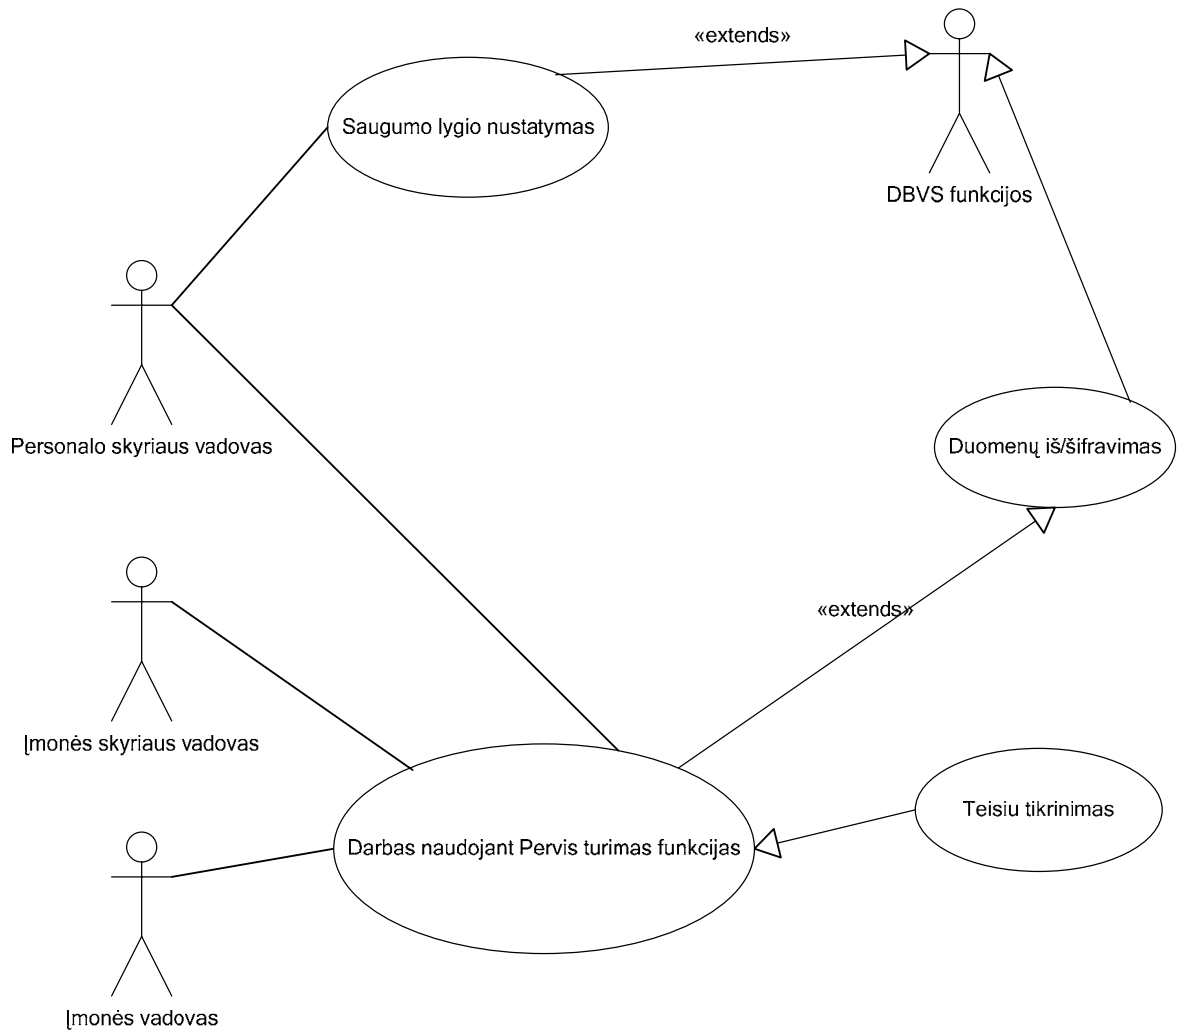 «extends»
Saugumo lygio nustatymas
DBVS funkcijos
Personalo skyriaus vadovas
Duomenų iš/šifravimas
«extends»
Įmonės skyriaus vadovas
Teisiu tikrinimas
Darbas naudojant Pervis turimas funkcijas
Įmonės vadovas